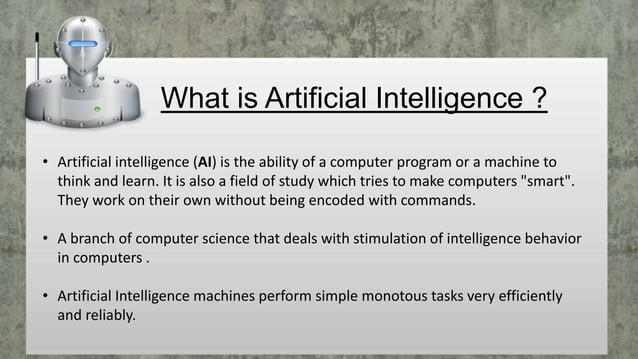 What is Artificial Intelligence ?
• Artificial intelligence (AI) is the ability of a computer program or a machine to
think and learn. It is also a field of study which tries to make computers "smart".
They work on their own without being encoded with commands.
• A branch of computer science that deals with stimulation of intelligence behavior
in computers .
• Artificial Intelligence machines perform simple monotous tasks very efficiently
and reliably.